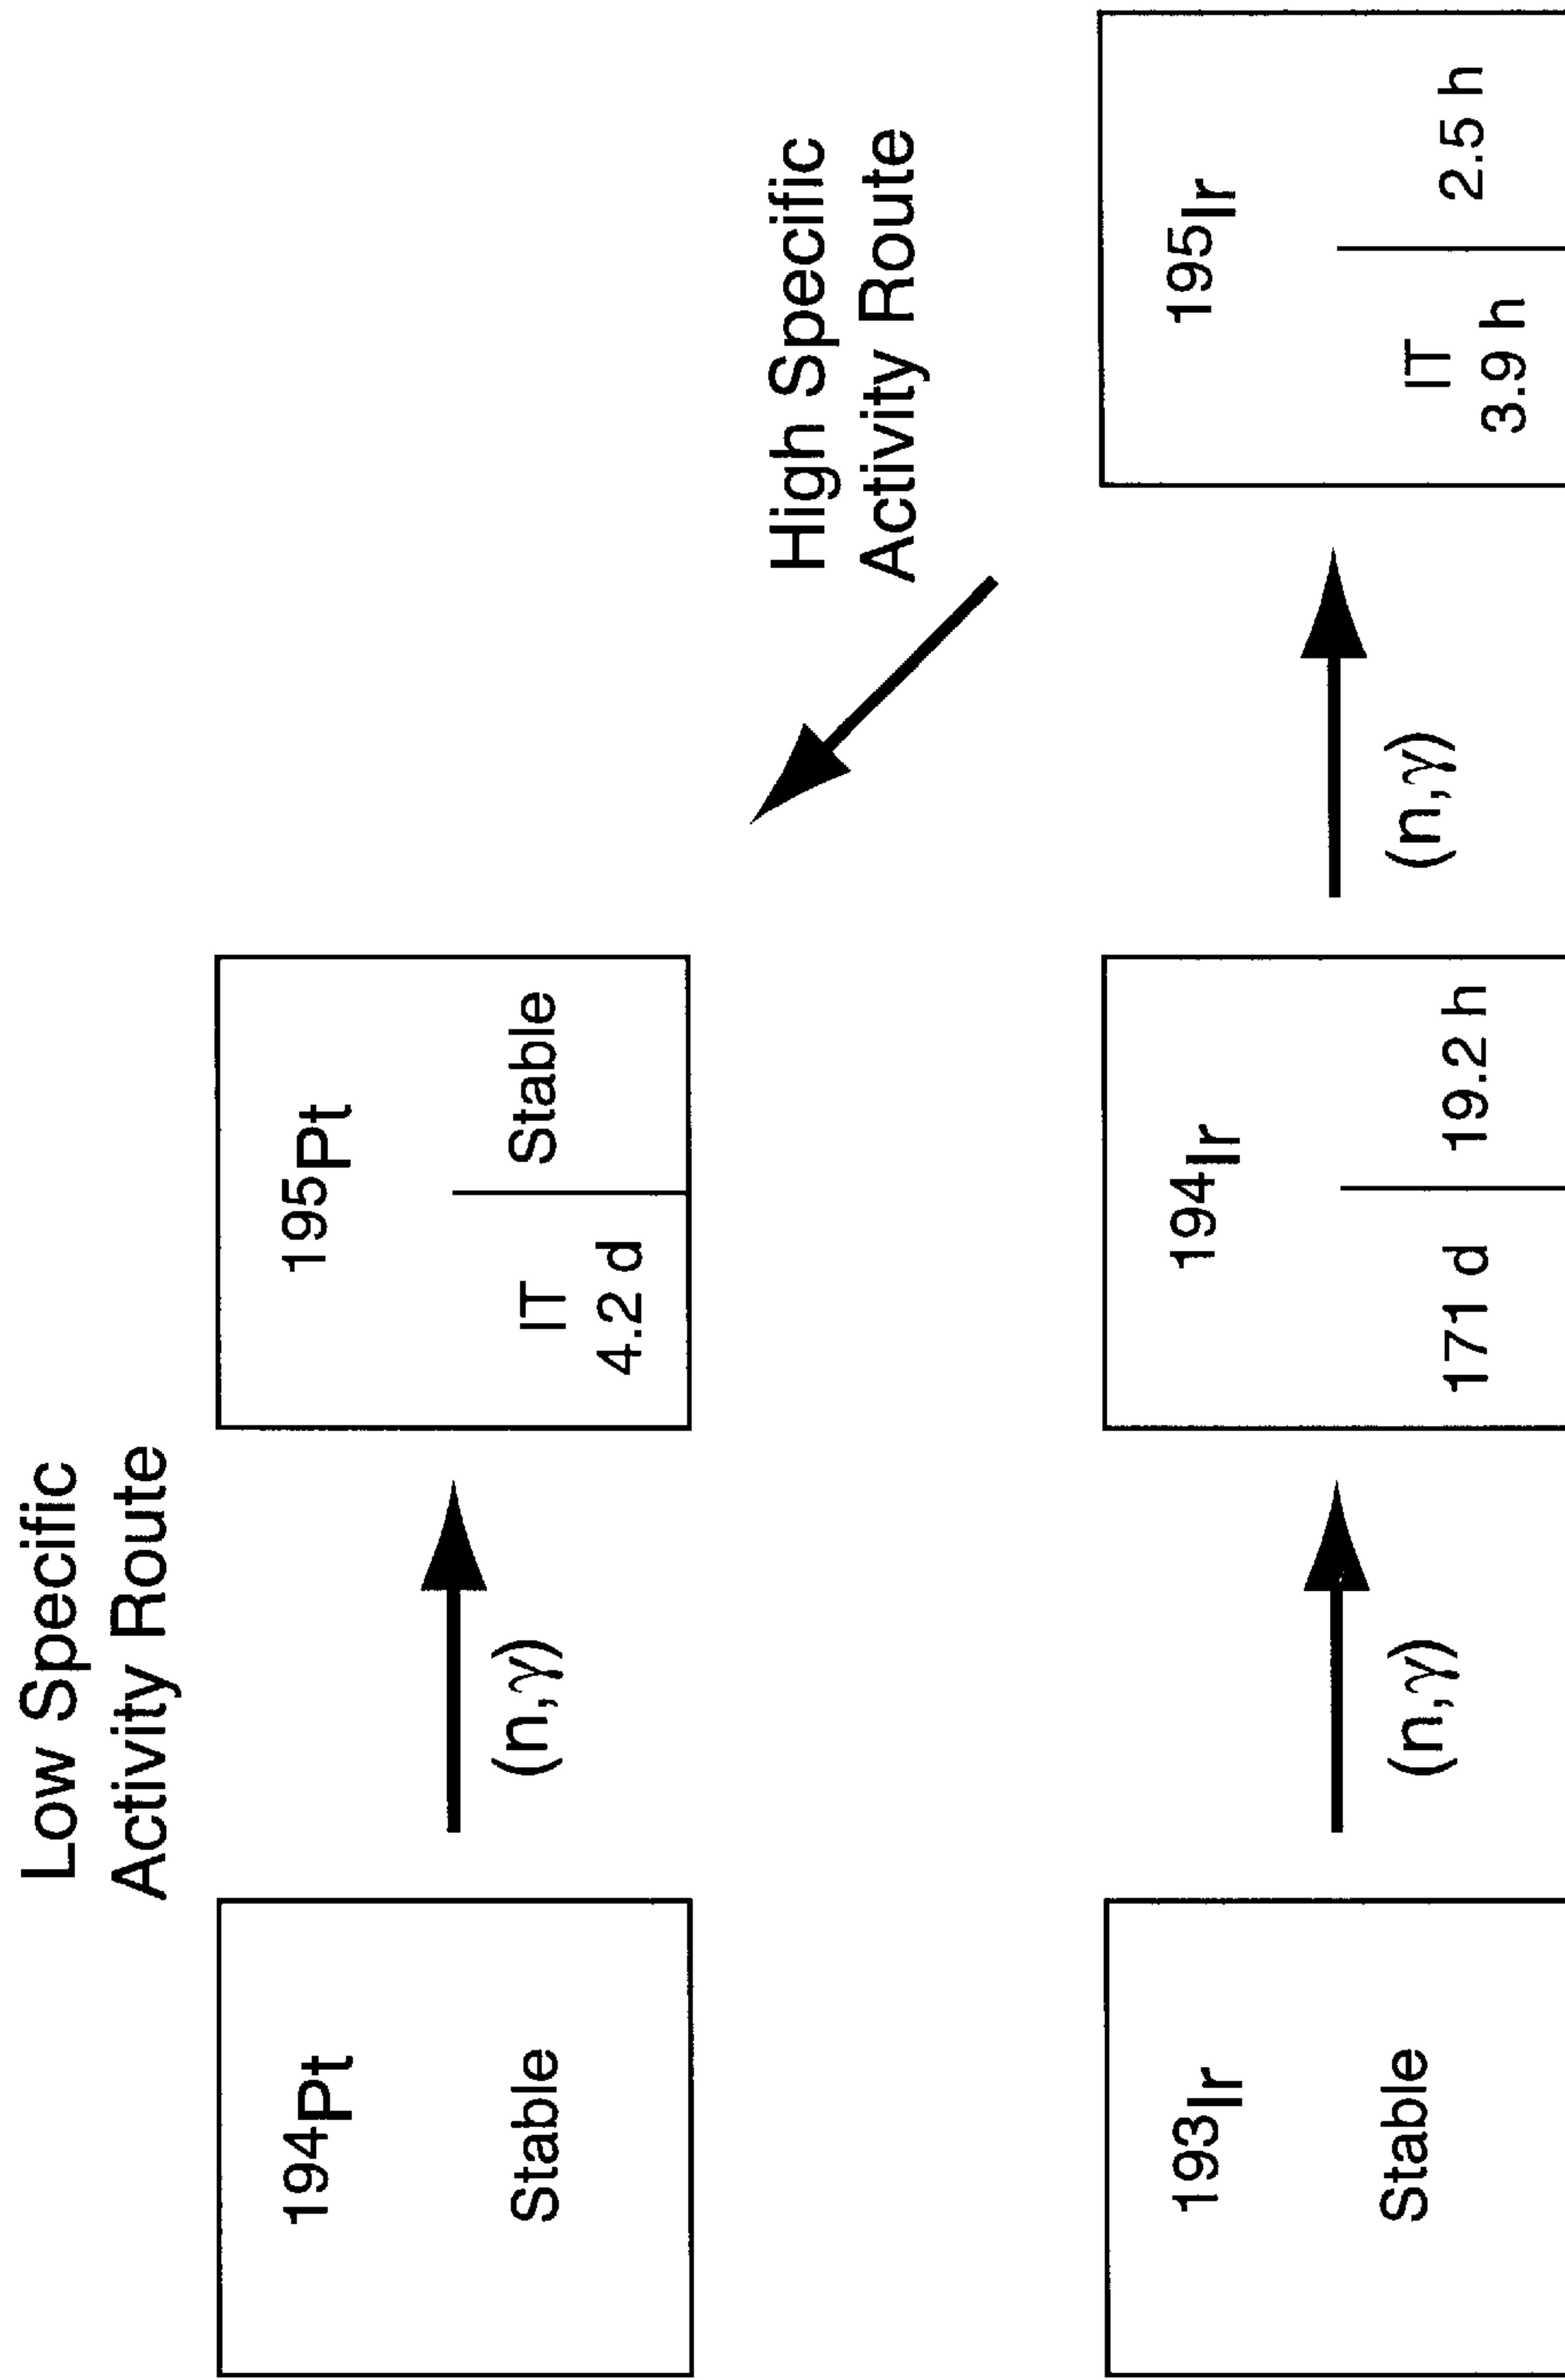 Low Specific
Activity Route
194Pt
Stable
(n,γ)
195Pt
IT
4.2 d
Stable
High Specific
Activity Route
193Ir
Stable
(n,γ)
194Ir
171 d
19.2 h
(n,γ)
195Ir
IT
3.9 h
2.5 h